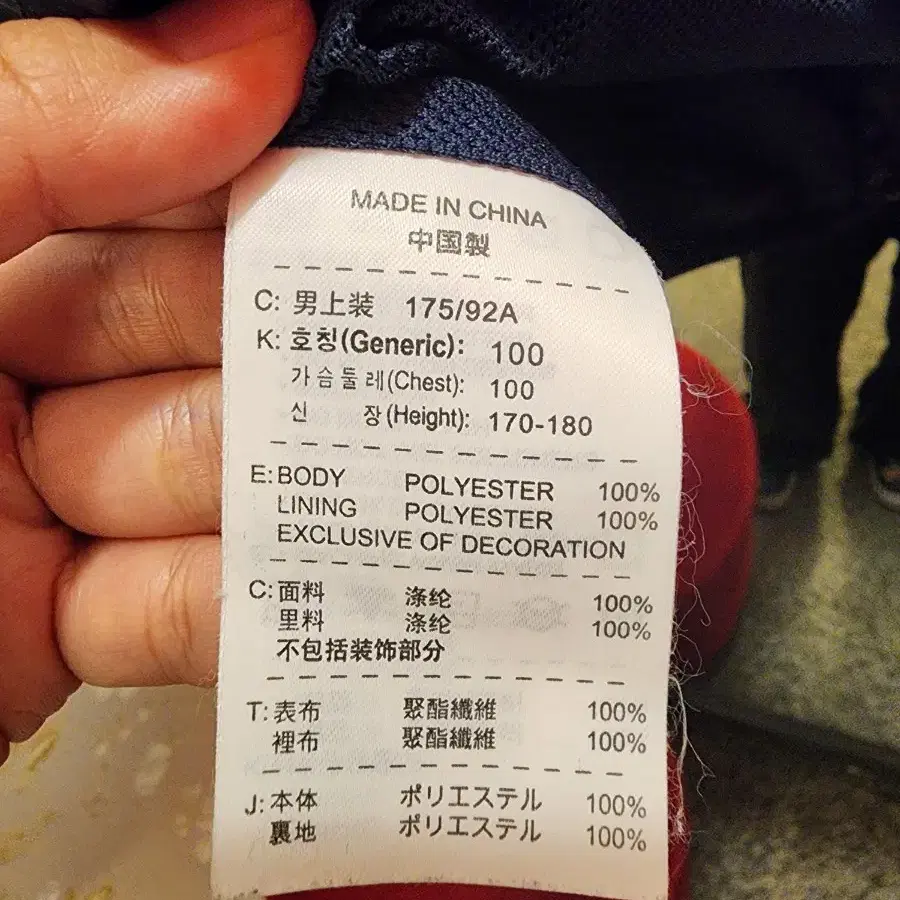 MADE IN CHINA
中国製
C: 男上装 175/92A
K: 호칭(Generic): 100
가슴둘레(Chest): 100
신 장(Height): 170-180
E: BODY POLYESTER 100%
LINING POLYESTER 100%
EXCLUSIVE OF DECORATION
C: 面料 涤纶 100%
里料 涤纶 100%
不包括装饰部分
T: 表布 聚酯纖維 100%
裡布 聚酯纖維 100%
J: 本体 ポリエステル 100%
裏地 ポリエステル 100%